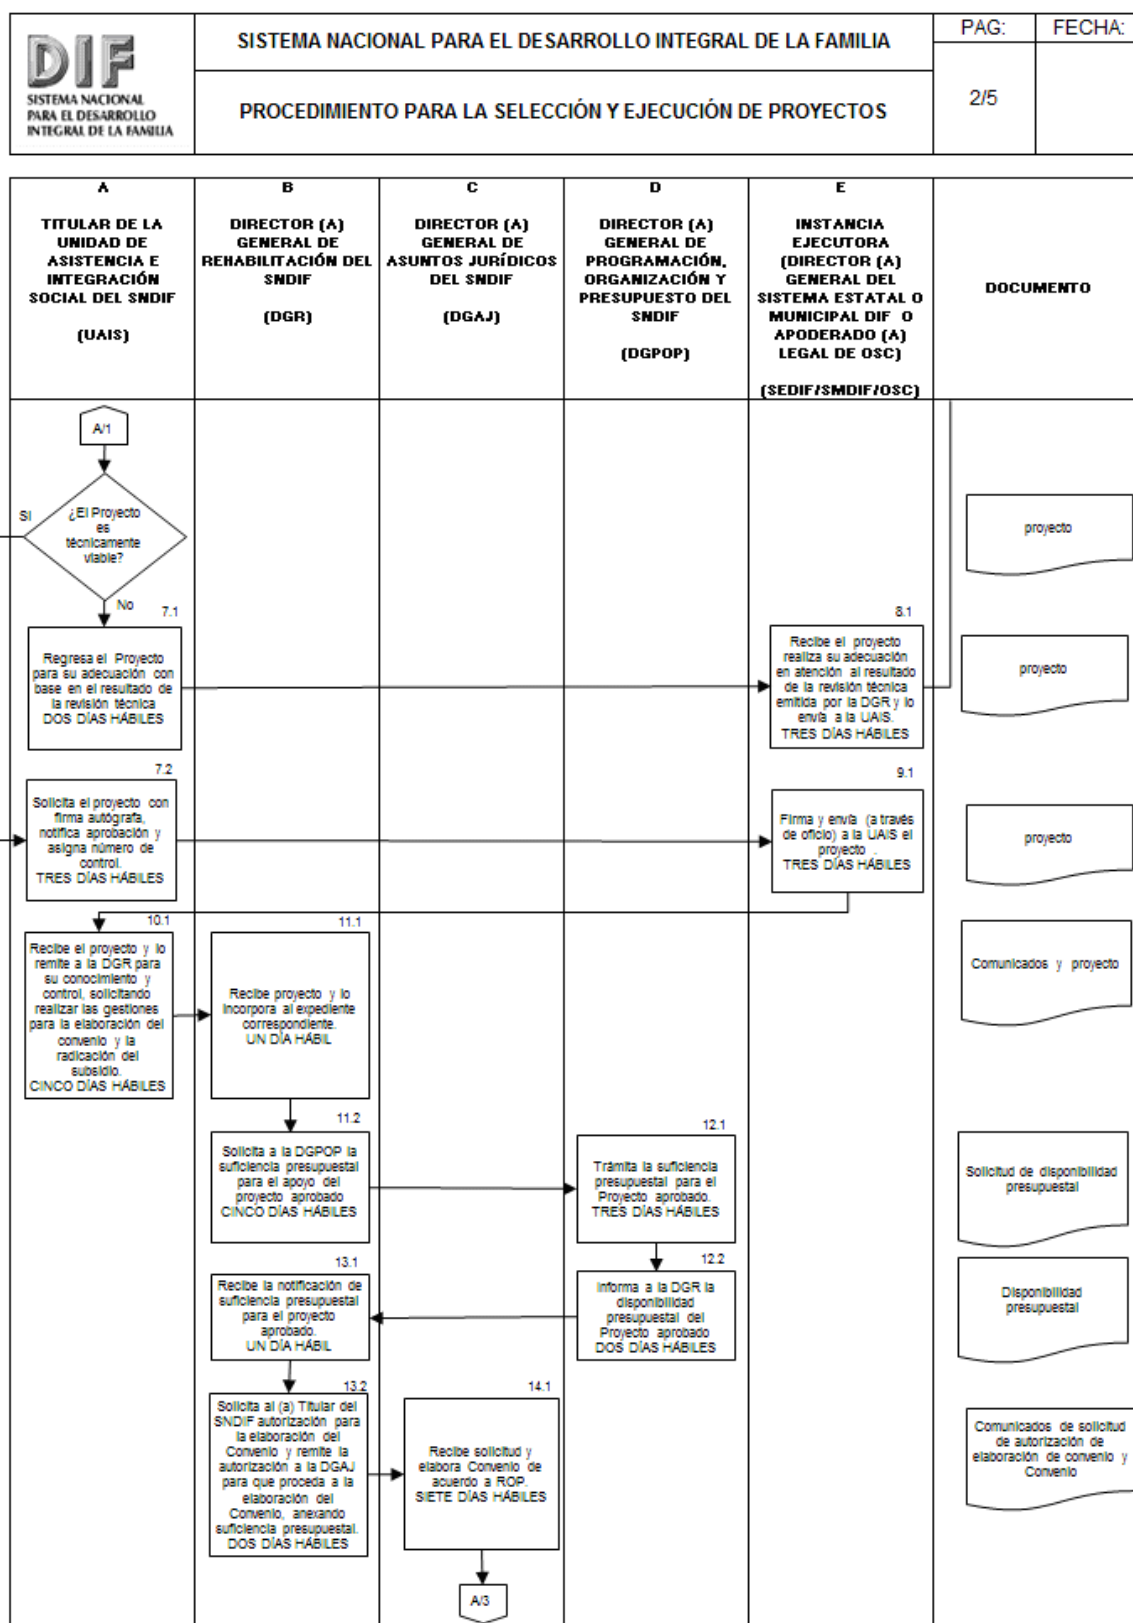 DIF
SISTEMA NACIONAL
PARA EL DESARROLLO
INTEGRAL DE LA FAMILIA
SISTEMA NACIONAL PARA EL DESARROLLO INTEGRAL DE LA FAMILIA
PROCEDIMIENTO PARA LA SELECCIÓN Y EJECUCIÓN DE PROYECTOS
PAG:
FECHA:
2/5
A
TITULAR DE LA
UNIDAD DE
ASISTENCIA E
INTEGRACIÓN
SOCIAL DEL SNDIF
(UAIS)
B
DIRECTOR (A)
GENERAL DE
REHABILITACIÓN DEL
SNDIF
(DGR)
C
DIRECTOR (A)
GENERAL DE
ASUNTOS JURÍDICOS
DEL SNDIF
(DGAJ)
D
DIRECTOR (A)
GENERAL DE
PROGRAMACIÓN,
ORGANIZACIÓN Y
PRESUPUESTO DEL
SNDIF
(DGPOP)
E
INSTANCIA
EJECUTORA
(DIRECTOR (A)
GENERAL DEL
SISTEMA ESTATAL O
MUNICIPAL DIF O
APODERADO (A)
LEGAL DE OSC)
(SEDIF/SMDIF/OSC)
DOCUMENTO
A/1
SI
¿El Proyecto
es
técnicamente
viable?
No
proyecto
7.1
Regresa el Proyecto
para su adecuación con
base en el resultado de
la revisión técnica
DOS DÍAS HÁBILES
8.1
Recibe el proyecto
realiza su adecuación
en atención al resultado
de la revisión técnica
emitida por la DGR y lo
envía a la UAIS.
TRES DÍAS HÁBILES
proyecto
7.2
Solicita el proyecto con
firma autógrafa,
notifica aprobación y
asigna número de
control.
TRES DÍAS HÁBILES
9.1
Firma y envía (a través
de oficio) a la UAIS el
proyecto .
TRES DÍAS HÁBILES
proyecto
10.1
Recibe el proyecto y lo
remite a la DGR para
su conocimiento y
control, solicitando
realizar las gestiones
para la elaboración del
convenio y la
radicación del
subsidio.
CINCO DÍAS HÁBILES
11.1
Recibe proyecto y lo
incorpora al expediente
correspondiente.
UN DÍA HÁBIL
Comunicados y proyecto
11.2
Solicita a la DGPOP la
suficiencia presupuestal
para el apoyo del
proyecto aprobado
CINCO DÍAS HÁBILES
12.1
Trámita la suficiencia
presupuestal para el
Proyecto aprobado.
TRES DÍAS HÁBILES
Solicitud de disponibilidad
presupuestal
13.1
Recibe la notificación de
suficiencia presupuestal
para el proyecto
aprobado.
UN DÍA HÁBIL
12.2
Informa a la DGR la
disponibilidad
presupuestal del
Proyecto aprobado
DOS DÍAS HÁBILES
Disponibilidad
presupuestal
13.2
Solicita al (a) Titular del
SNDIF autorización para
la elaboración del
Convenio y remite la
autorización a la DGAJ
para que proceda a la
elaboración del
Convenio, anexando
suficiencia presupuestal.
DOS DÍAS HÁBILES
14.1
Recibe solicitud y
elabora Convenio de
acuerdo a ROP.
SIETE DÍAS HÁBILES
Comunicados de solicitud
de autorización de
elaboración de convenio y
Convenio
A/3